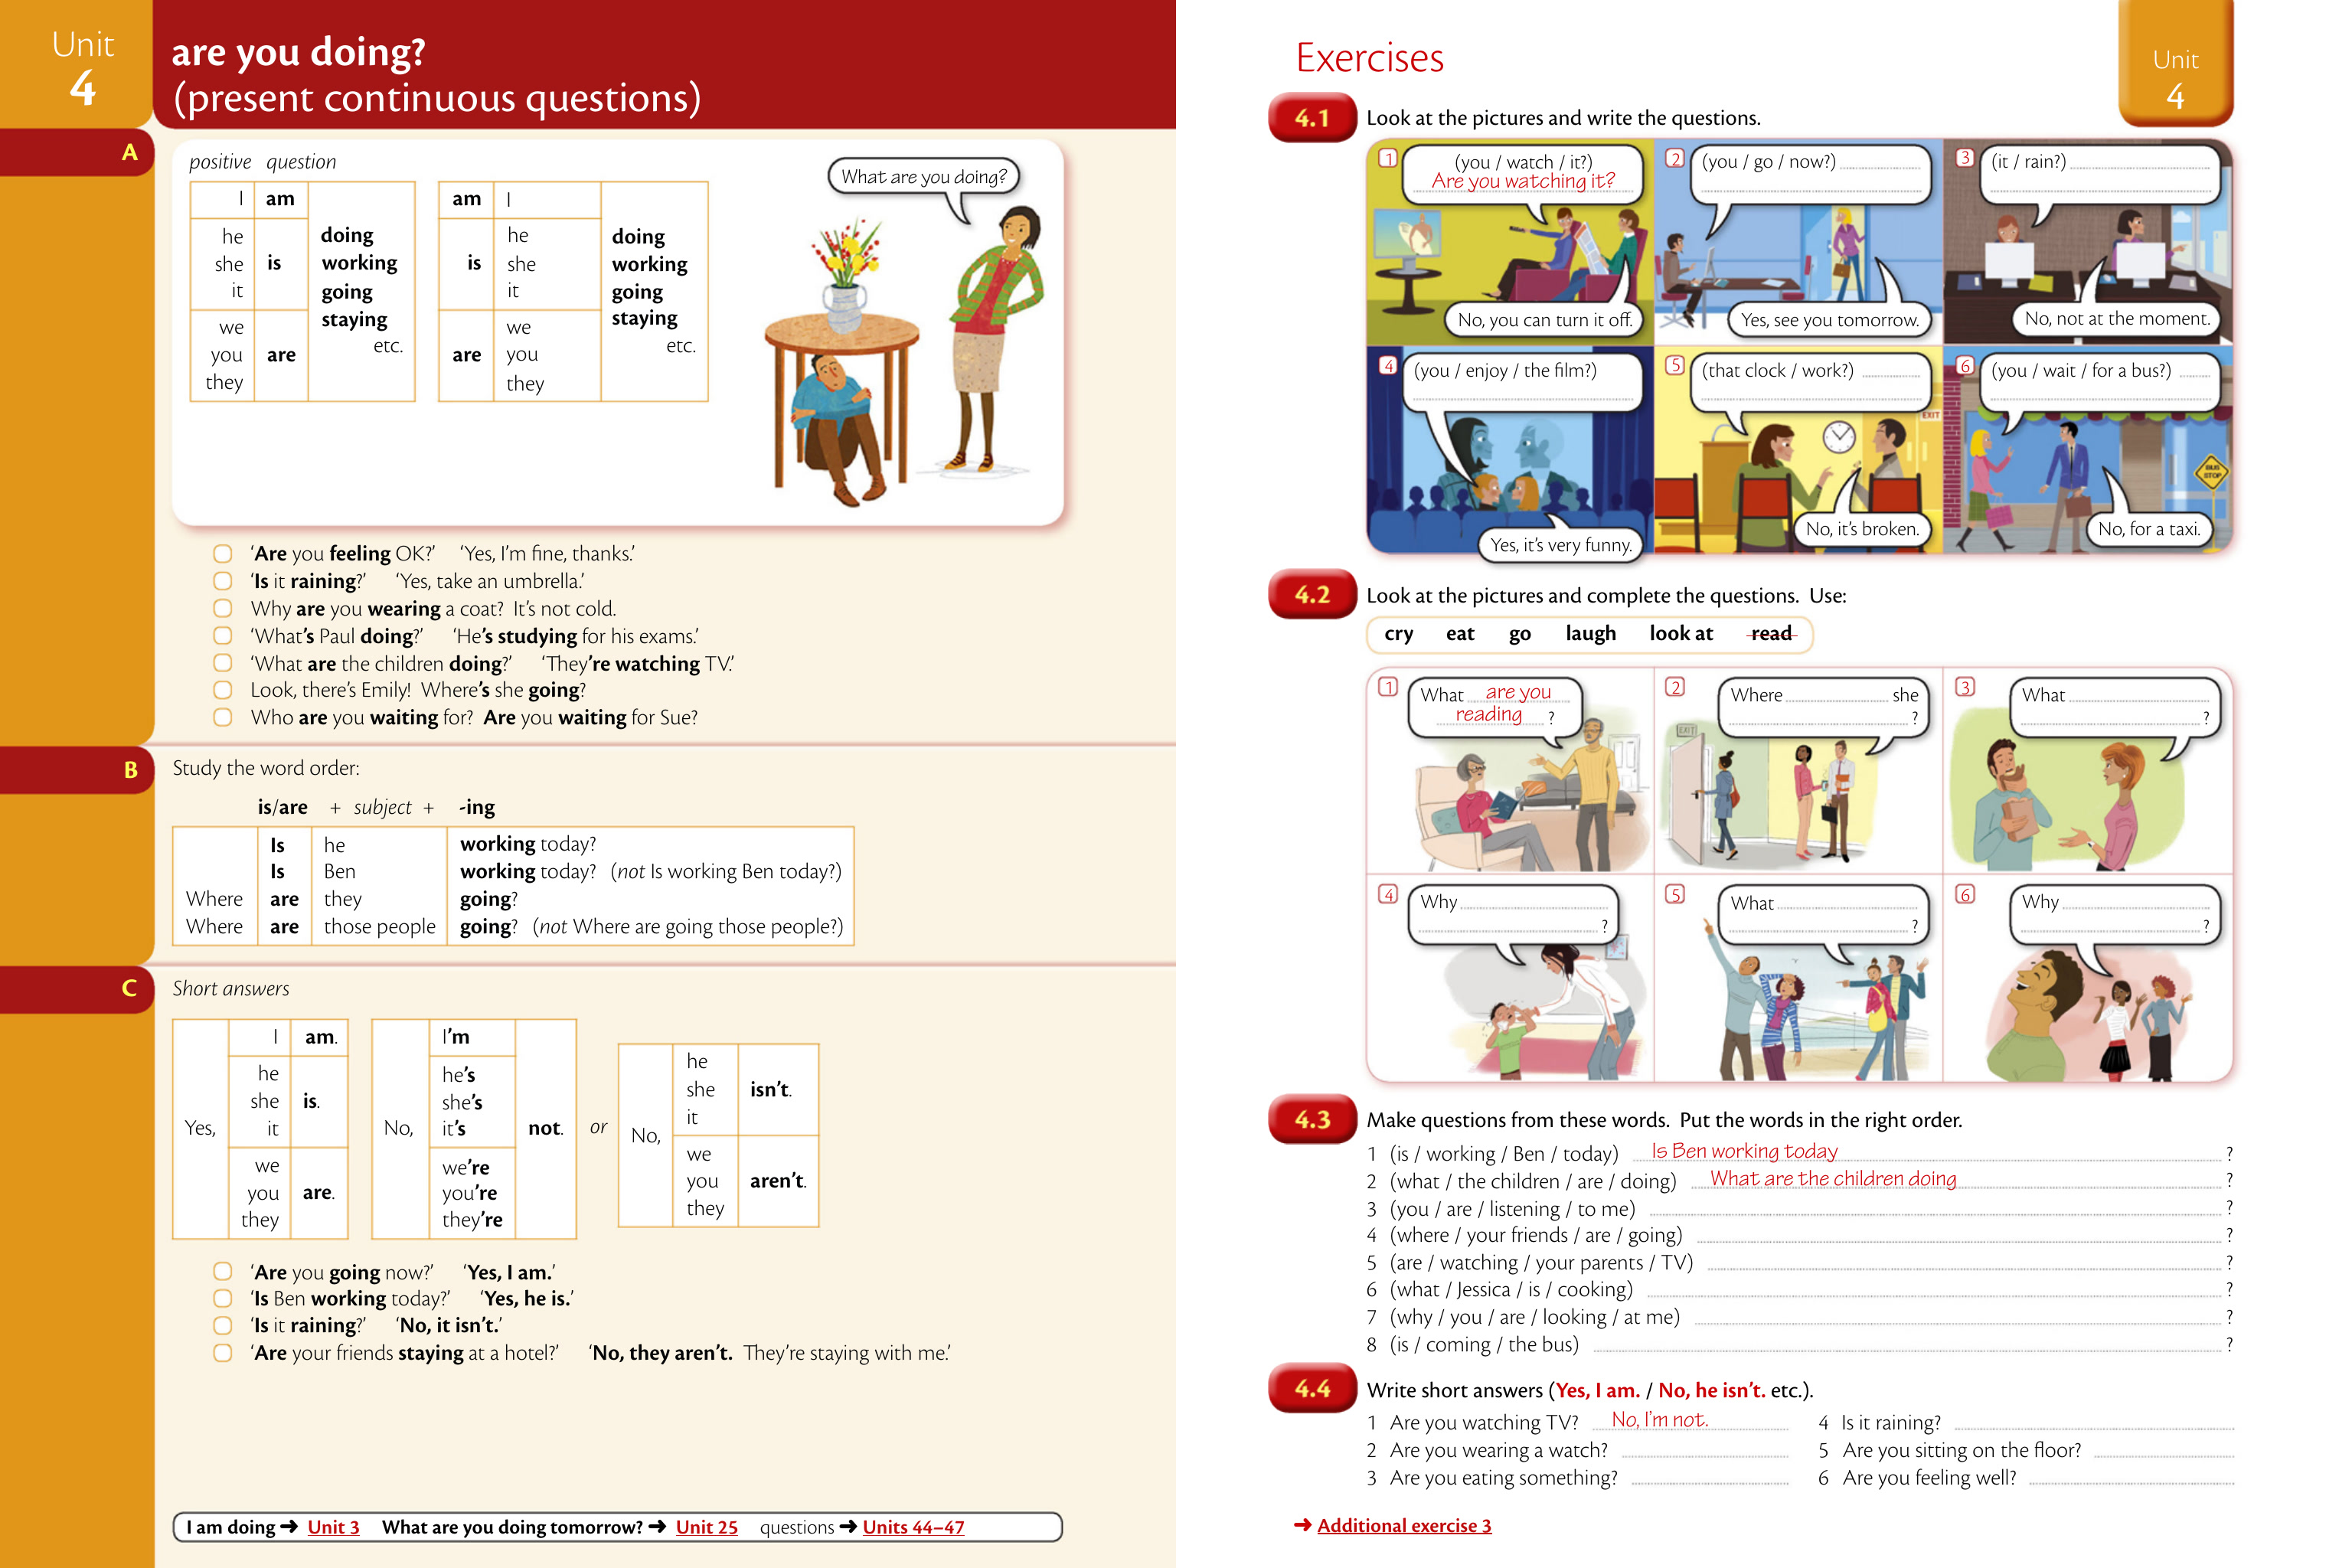 Unit
4
are you doing?
(present continuous questions)
A
positive question
I am
he
she is
it
we
you are
they
doing
working
going
staying
etc.
am I
he
is she
it
we
are you
they
doing
working
going
staying
etc.
What are you doing?
‘Are you feeling OK?’ ‘Yes, I’m fine, thanks.’
‘Is it raining?’ ‘Yes, take an umbrella.’
Why are you wearing a coat? It’s not cold.
‘What’s Paul doing?’ ‘He’s studying for his exams.’
‘What are the children doing?’ ‘They’re watching TV.’
Look, there’s Emily! Where’s she going?
Who are you waiting for? Are you waiting for Sue?
B
Study the word order:
is/are + subject + -ing
Is he working today?
Is Ben working today? (not Is working Ben today?)
Where are they going?
Where are those people going? (not Where are going those people?)
C
Short answers
Yes,
I am.
he
she is.
it
we
you are.
they
No,
I’m
he’s
she’s
it’s
we’re
you’re
they’re
not.
or
No,
he
she isn’t.
it
we
you aren’t.
they
‘Are you going now?’ ‘Yes, I am.’
‘Is Ben working today?’ ‘Yes, he is.’
‘Is it raining?’ ‘No, it isn’t.’
‘Are your friends staying at a hotel?’ ‘No, they aren’t. They’re staying with me.’
I am doing ➜ Unit 3 What are you doing tomorrow? ➜ Unit 25 questions ➜ Units 44–47
Exercises
Unit
4
4.1 Look at the pictures and write the questions.
1 (you / watch / it?)
Are you watching it?
No, you can turn it off.
2 (you / go / now?)
Yes, see you tomorrow.
3 (it / rain?)
No, not at the moment.
4 (you / enjoy / the film?)
Yes, it’s very funny.
5 (that clock / work?)
EXIT
No, it’s broken.
6 (you / wait / for a bus?)
BUS
STOP
No, for a taxi.
4.2 Look at the pictures and complete the questions. Use:
cry eat go laugh look at read
1 What are you
reading ?
2 Where she
?
EXIT
3 What
?
4 Why
?
5 What
?
6 Why
?
4.3 Make questions from these words. Put the words in the right order.
1 (is / working / Ben / today) Is Ben working today ?
2 (what / the children / are / doing) What are the children doing ?
3 (you / are / listening / to me) ?
4 (where / your friends / are / going) ?
5 (are / watching / your parents / TV) ?
6 (what / Jessica / is / cooking) ?
7 (why / you / are / looking / at me) ?
8 (is / coming / the bus) ?
4.4 Write short answers (Yes, I am. / No, he isn’t. etc.).
1 Are you watching TV? No, I’m not.
2 Are you wearing a watch?
3 Are you eating something?
4 Is it raining?
5 Are you sitting on the floor?
6 Are you feeling well?
➜ Additional exercise 3